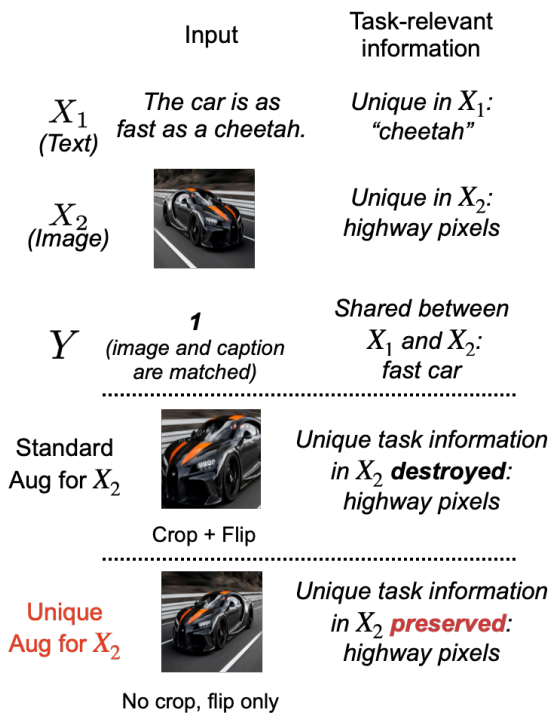 Input
Task-relevant
information
X1
(Text)
The car is as
fast as a cheetah.
Unique in X1:
“cheetah”
X2
(Image)
Unique in X2:
highway pixels
Y
1
(image and caption
are matched)
Shared between
X1 and X2:
fast car
Standard
Aug for X2
Crop + Flip
Unique task information
in X2 destroyed:
highway pixels
Unique
Aug for X2
No crop, flip only
Unique task information
in X2 preserved:
highway pixels